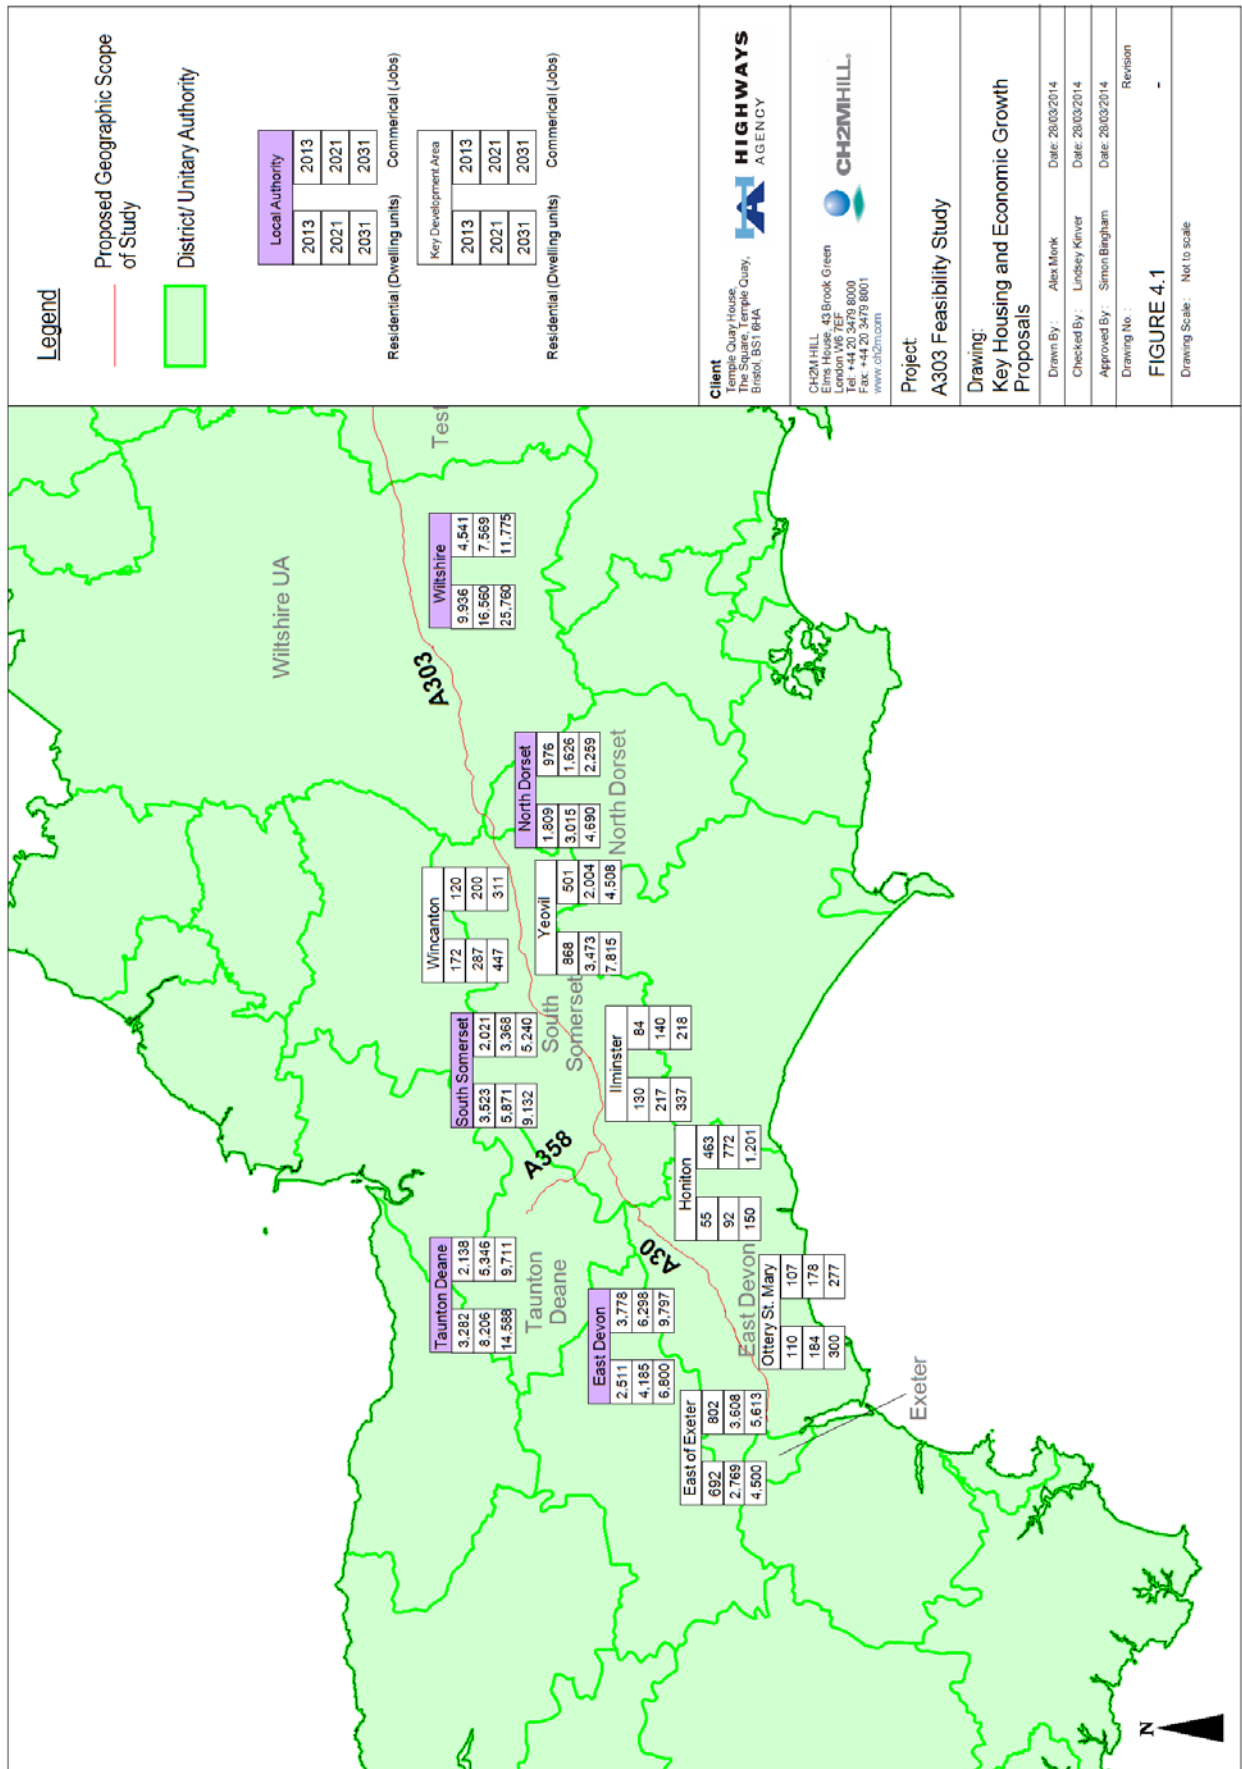 Legend
Proposed Geographic Scope
of Study
District/ Unitary Authority
Local Authority
2013 2013
2021 2021
2031 2031
Residential (Dwelling units) Commerical (Jobs)
Key Development Area
2013 2013
2021 2021
2031 2031
Residential (Dwelling units) Commerical (Jobs)
Client
Temple Quay House,
The Square, Temple Quay,
Bristol, BS1 6HA
HIGHWAYS
AGENCY
CH2M HILL
Elms House, 43 Brook Green
London W6 7EF
Tel: +44 20 3479 8000
Fax: +44 20 3479 8001
www.ch2m.com
CH2MHILL.
Project:
A303 Feasibility Study
Drawing:
Key Housing and Economic Growth
Proposals
Drawn By : Alex Monk Date: 28/03/2014
Checked By : Lindsey Kinver Date: 28/03/2014
Approved By : Simon Bingham Date: 28/03/2014
Drawing No. : Revision
FIGURE 4.1 -
Drawing Scale : Not to scale
Wiltshire UA
Test
A303
Wiltshire
9,936 4,541
16,560 7,569
25,760 11,775
Wincanton
172 120
287 200
447 311
North Dorset
1,809 976
3,015 1,626
4,690 2,259
North Dorset
Yeovil
868 501
3,473 2,004
7,815 4,508
South Somerset
3,523 2,021
5,871 3,368
9,132 5,240
South
Somerset
Ilminster
130 84
217 140
337 218
A358
Taunton Deane
3,282 2,138
8,206 5,346
14,588 9,711
Taunton
Deane
A30
Honiton
55 463
92 772
150 1,201
East Devon
2,511 3,778
4,185 6,298
6,800 9,797
East Devon
Ottery St. Mary
110 107
184 178
300 277
East of Exeter
692 802
2,769 3,608
4,500 5,613
Exeter
N